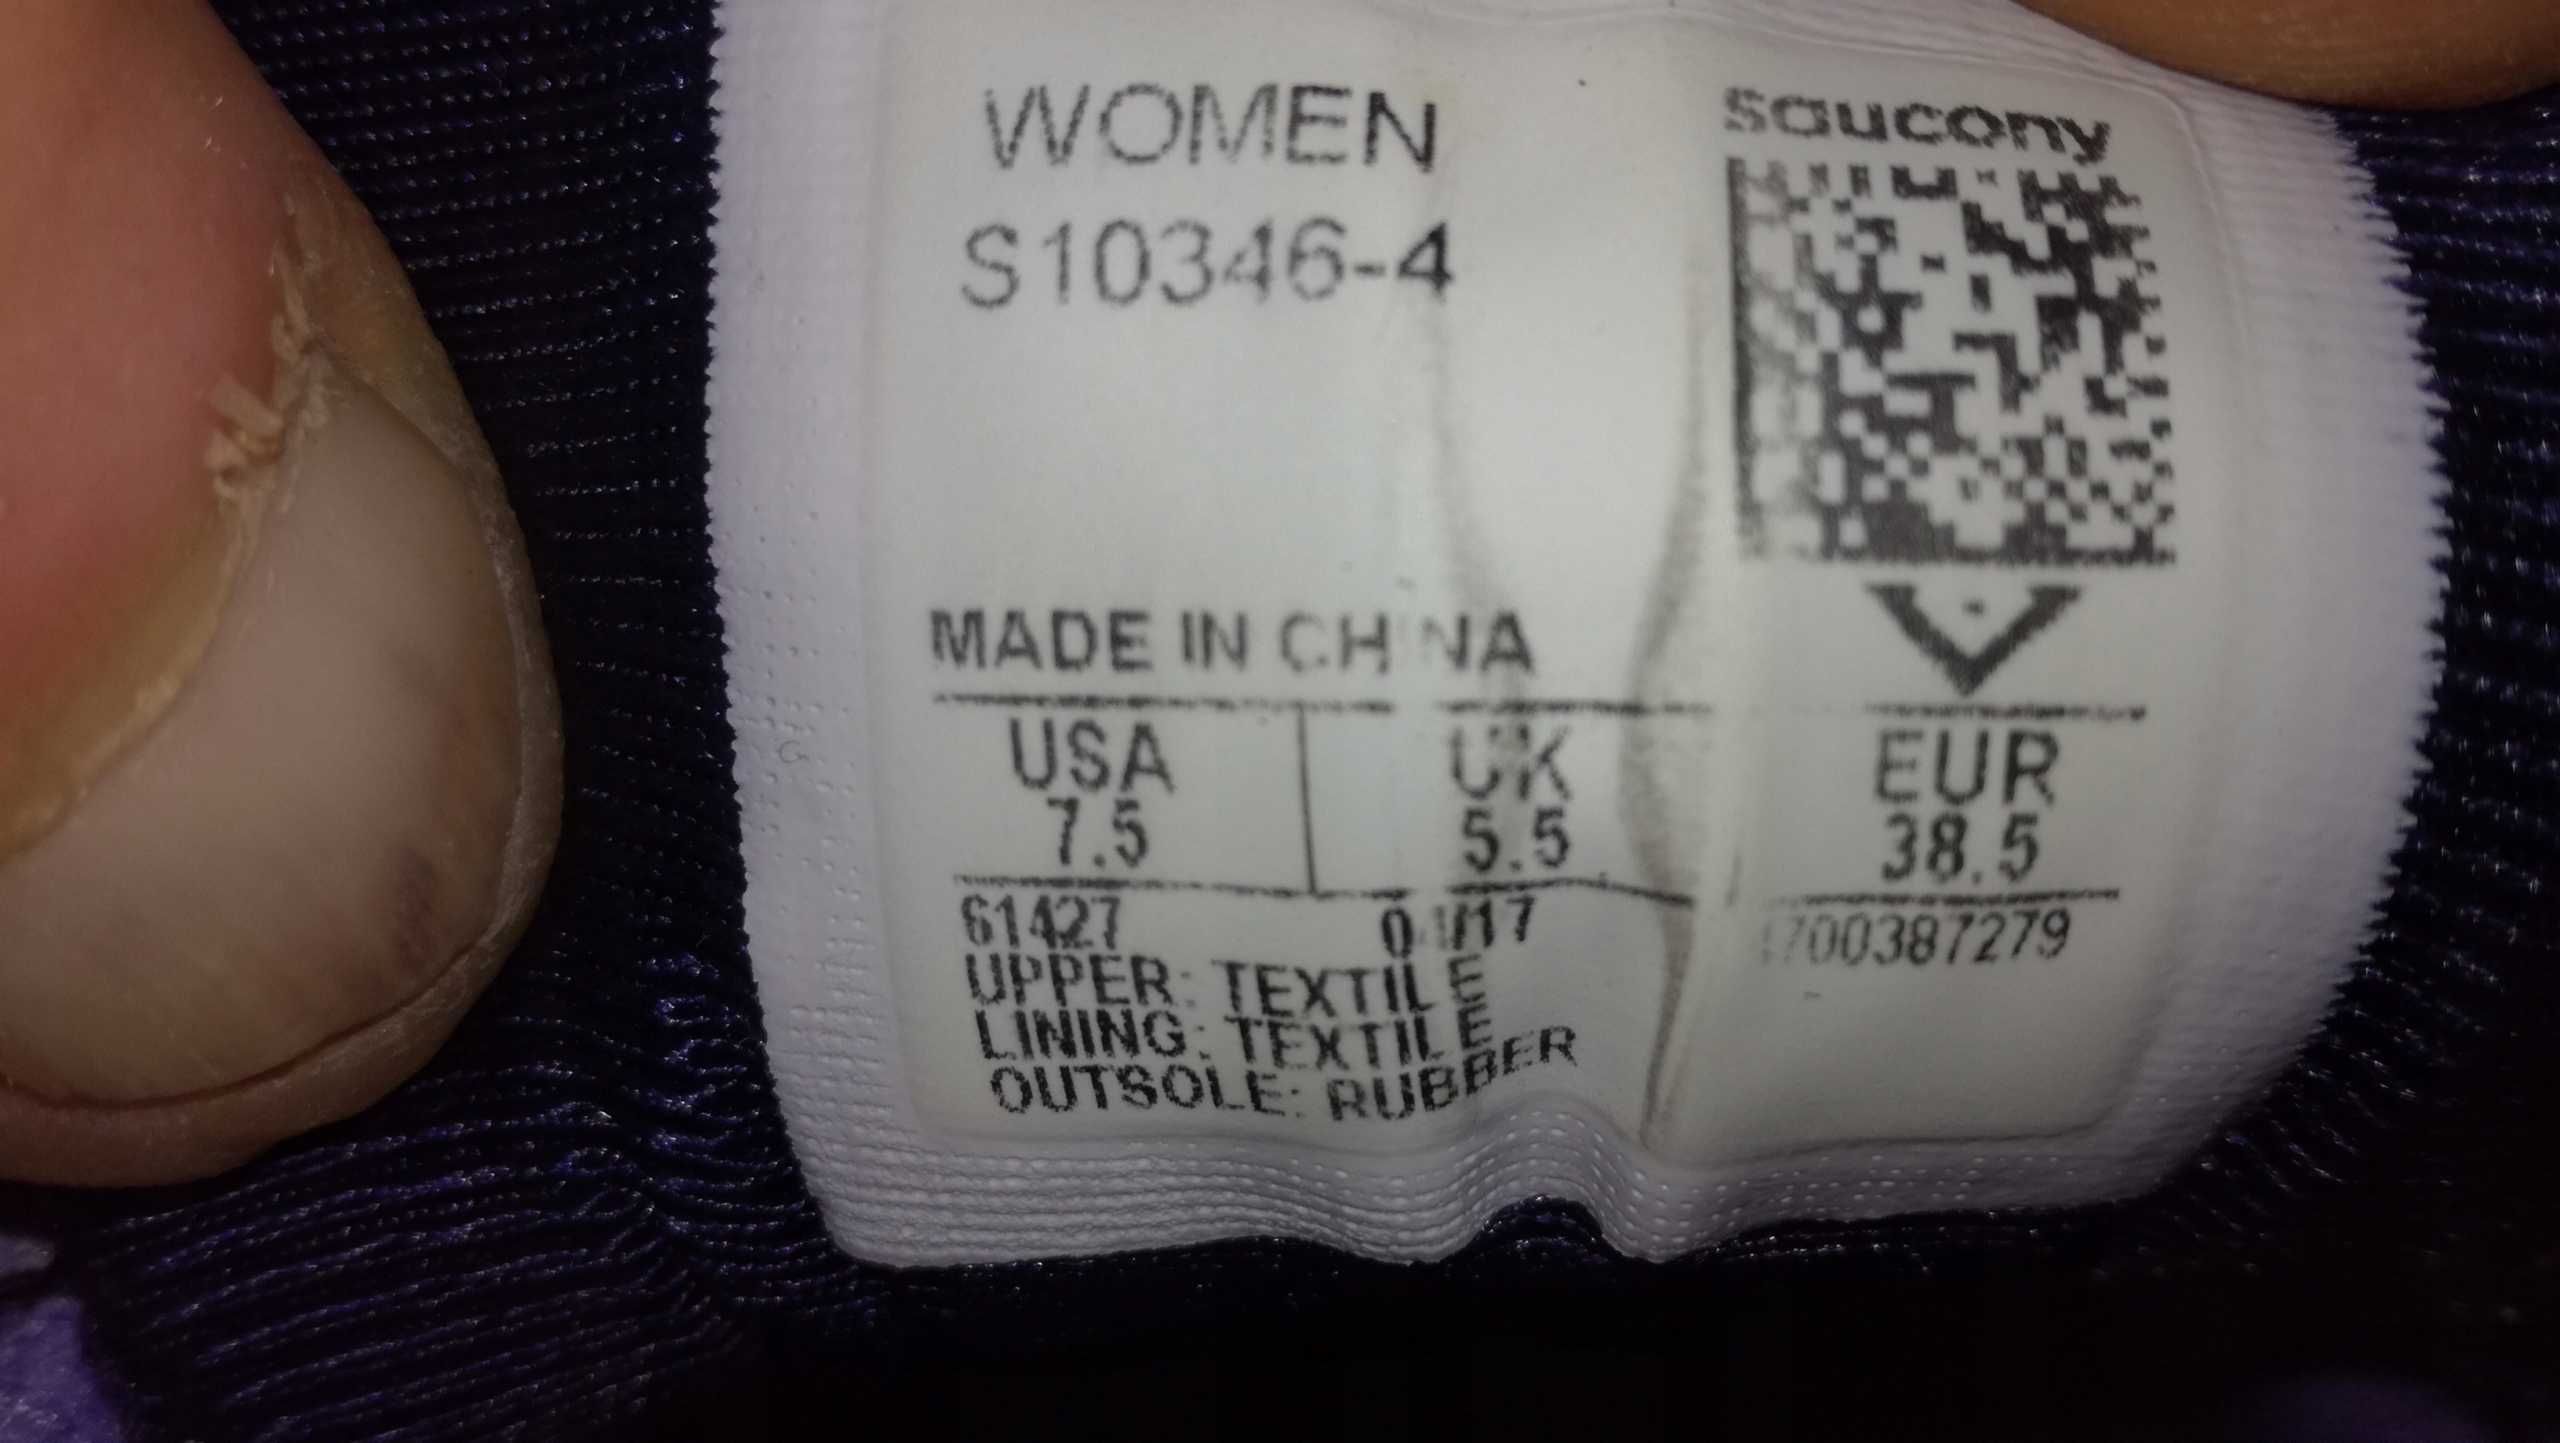 WOMEN
saucony
S10346-4
MADE IN CHINA
USA UK EUR
7.5 5.5 38.5
61427
UPPER: TEXTILE
LINING: TEXTILE
OUTSOLE: RUBBER